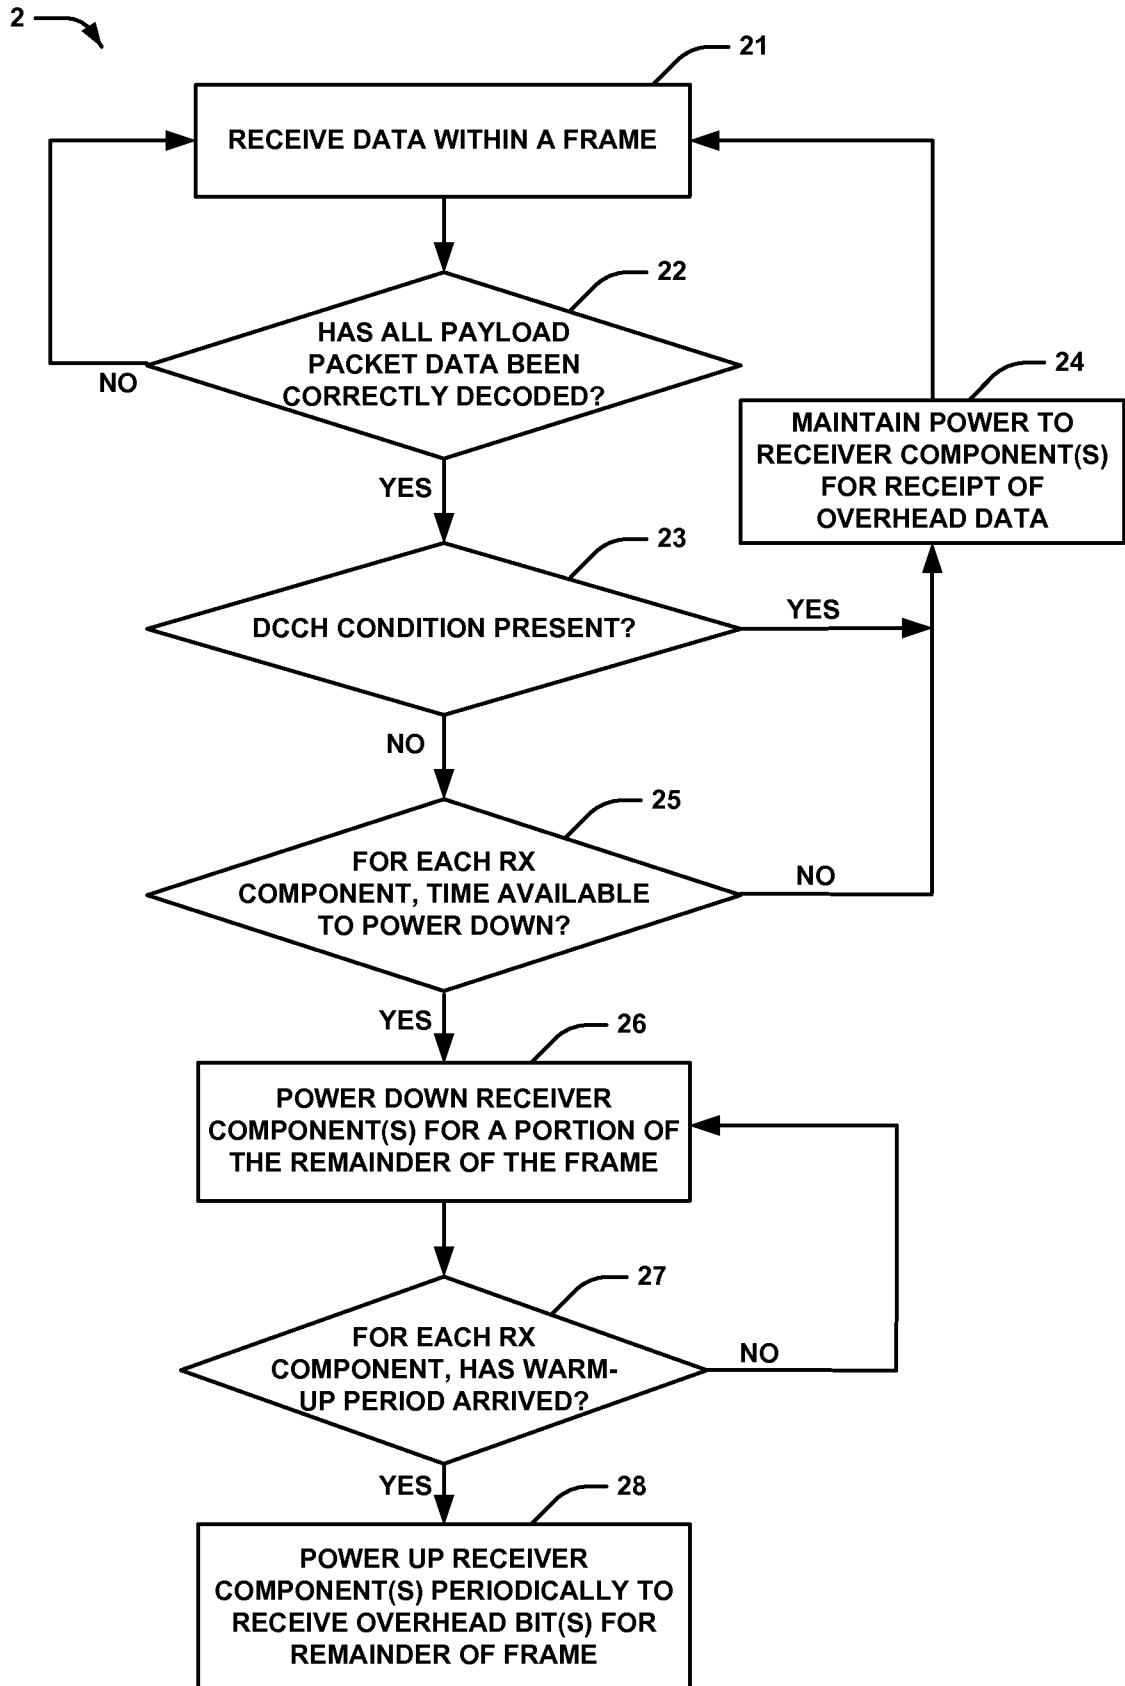 2
21
RECEIVE DATA WITHIN A FRAME
22
HAS ALL PAYLOAD
PACKET DATA BEEN
CORRECTLY DECODED?
NO
24
MAINTAIN POWER TO
RECEIVER COMPONENT(S)
FOR RECEIPT OF
OVERHEAD DATA
YES
23
DCCH CONDITION PRESENT?
YES
NO
25
FOR EACH RX
COMPONENT, TIME AVAILABLE
TO POWER DOWN?
NO
YES
26
POWER DOWN RECEIVER
COMPONENT(S) FOR A PORTION OF
THE REMAINDER OF THE FRAME
27
FOR EACH RX
COMPONENT, HAS WARM-
UP PERIOD ARRIVED?
NO
YES
28
POWER UP RECEIVER
COMPONENT(S) PERIODICALLY TO
RECEIVE OVERHEAD BIT(S) FOR
REMAINDER OF FRAME